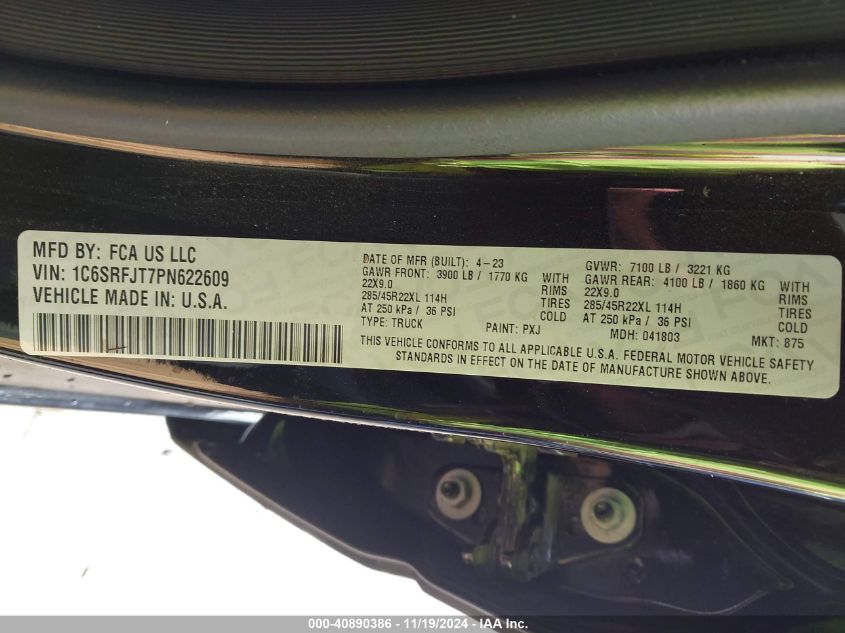 MFD BY: FCA US LLC
VIN: 1C6SRFJT7PN622609
VEHICLE MADE IN: U.S.A.
DATE OF MFR (BUILT): 4-23
GAWR FRONT: 3900 LB / 1770 KG WITH
22X9.0 RIMS
285/45R22XL 114H TIRES
AT 250 kPa / 36 PSI COLD
TYPE: TRUCK PAINT: PXJ
GVWR: 7100 LB / 3221 KG
GAWR REAR: 4100 LB / 1860 KG WITH
22X9.0 RIMS
285/45R22XL 114H TIRES
AT 250 kPa / 36 PSI COLD
MDH: 041803 MKT: 875
THIS VEHICLE CONFORMS TO ALL APPLICABLE U.S.A. FEDERAL MOTOR VEHICLE SAFETY
STANDARDS IN EFFECT ON THE DATE OF MANUFACTURE SHOWN ABOVE.
000-40890386 - 11/19/2024 - IAA Inc.